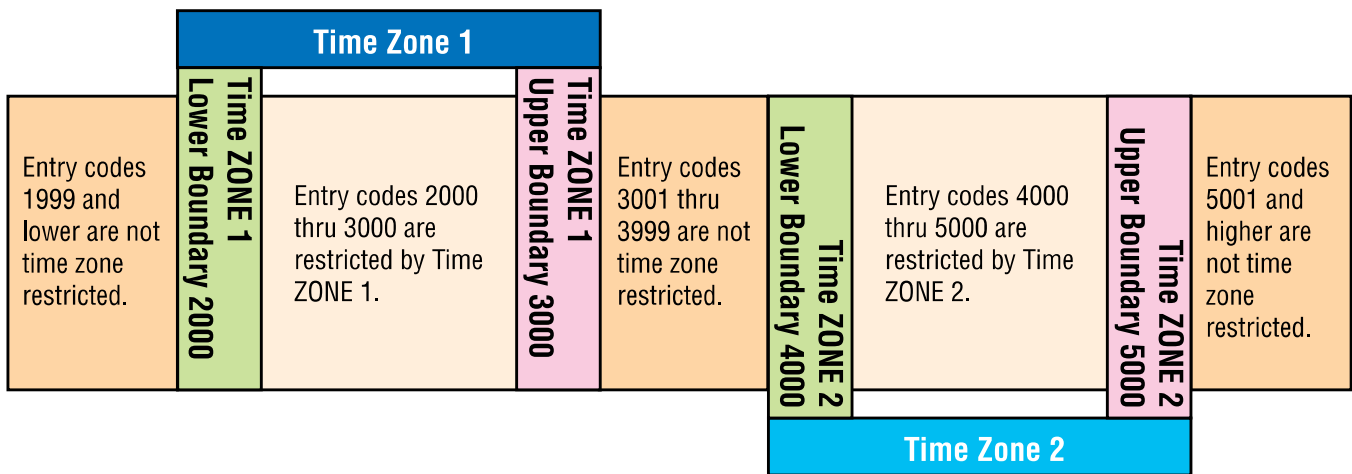 Time Zone 1
Entry codes
1999 and
lower are not
time zone
restricted.
Time ZONE 1
Lower Boundary 2000
Entry codes 2000
thru 3000 are
restricted by Time
ZONE 1.
Time ZONE 1
Upper Boundary 3000
Entry codes
3001 thru
3999 are not
time zone
restricted.
Time ZONE 2
Lower Boundary 4000
Entry codes 4000
thru 5000 are
restricted by Time
ZONE 2.
Time ZONE 2
Upper Boundary 5000
Entry codes
5001 and
higher are
not time
zone
restricted.
Time Zone 2